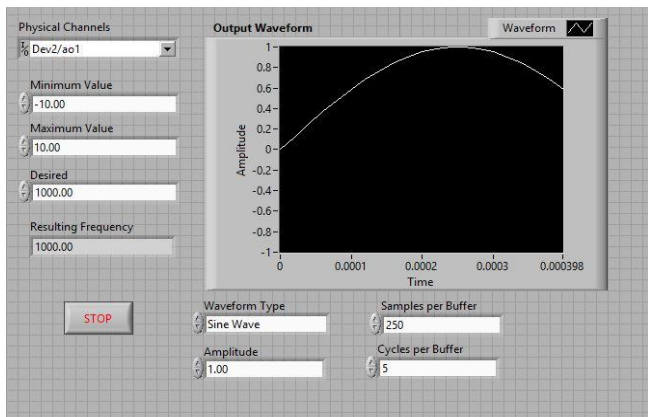 Physical Channels
I/O Dev2/ao1
Minimum Value
-10.00
Maximum Value
10.00
Desired
1000.00
Resulting Frequency
1000.00
STOP
Output Waveform
Waveform
Amplitude
1
0.8
0.6
0.4
0.2
0
-0.2
-0.4
-0.6
-0.8
-1
0 0.0001 0.0002 0.0003 0.000398
Time
Waveform Type
Sine Wave
Amplitude
1.00
Samples per Buffer
250
Cycles per Buffer
5